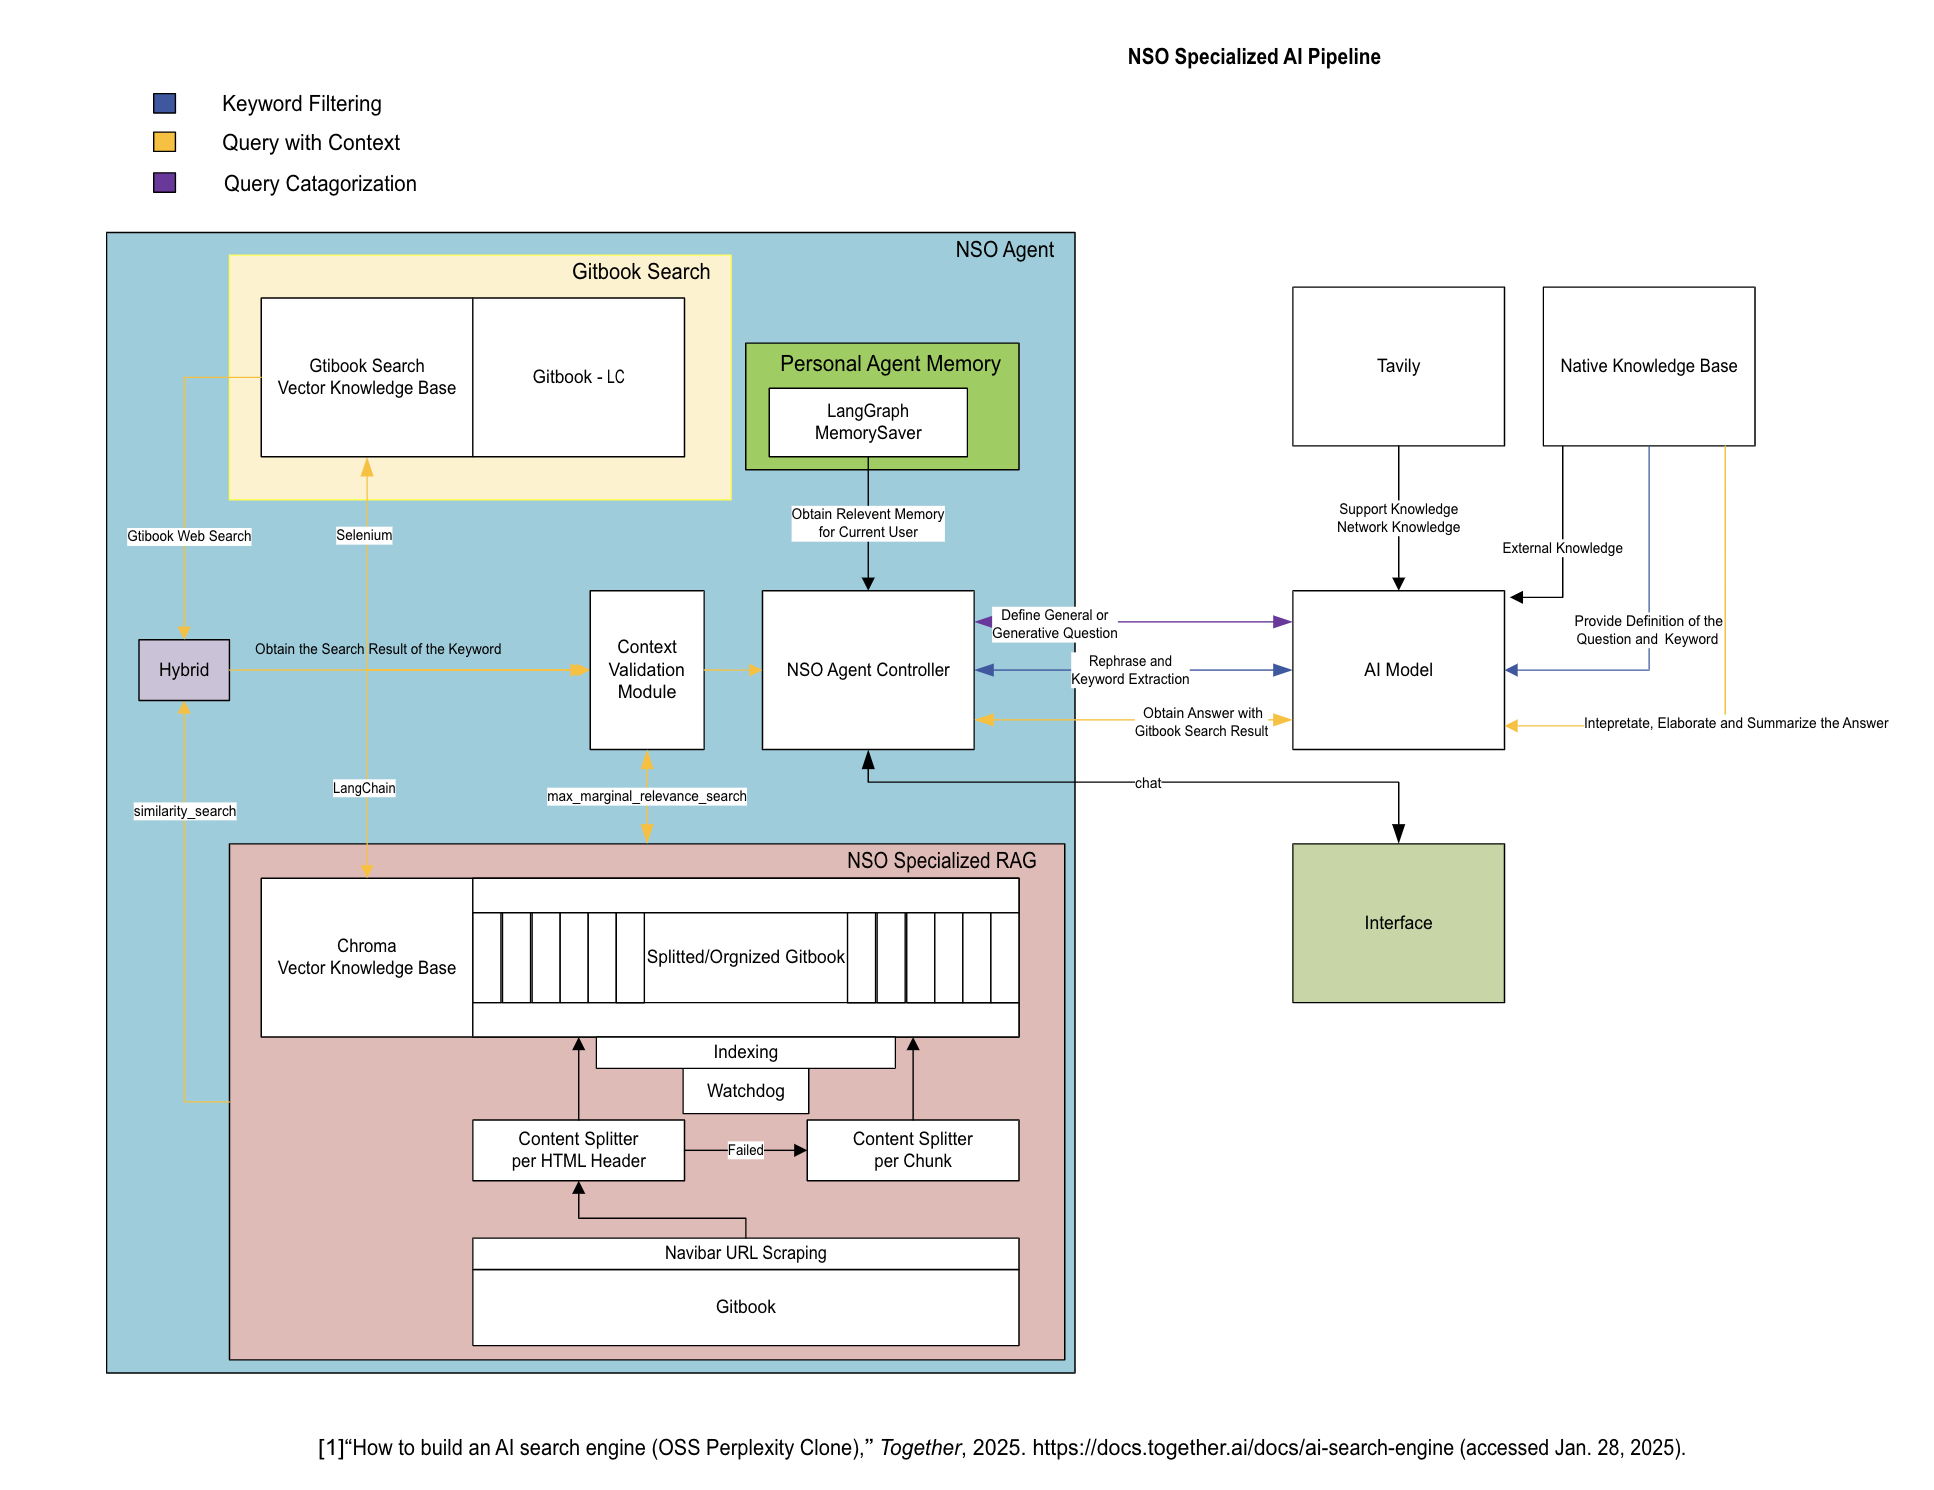 NSO Specialized AI Pipeline
Keyword Filtering
Query with Context
Query Catagorization
NSO Agent
Gitbook Search
Gtibook Search
Vector Knowledge Base
Gitbook - LC
Personal Agent Memory
LangGraph
MemorySaver
Tavily
Native Knowledge Base
Gtibook Web Search
Selenium
Obtain Relevent Memory
for Current User
Support Knowledge
Network Knowledge
External Knowledge
Hybrid
Obtain the Search Result of the Keyword
Context
Validation
Module
NSO Agent Controller
Define General or
Generative Question
Rephrase and
Keyword Extraction
Obtain Answer with
Gitbook Search Result
AI Model
Provide Definition of the
Question and  Keyword
Intepretate, Elaborate and Summarize the Answer
chat
LangChain
similarity_search
max_marginal_relevance_search
NSO Specialized RAG
Chroma
Vector Knowledge Base
Splitted/Orgnized Gitbook
Interface
Indexing
Watchdog
Content Splitter
per HTML Header
Failed
Content Splitter
per Chunk
Navibar URL Scraping
Gitbook
[1]“How to build an AI search engine (OSS Perplexity Clone),” Together, 2025. https://docs.together.ai/docs/ai-search-engine (accessed Jan. 28, 2025).